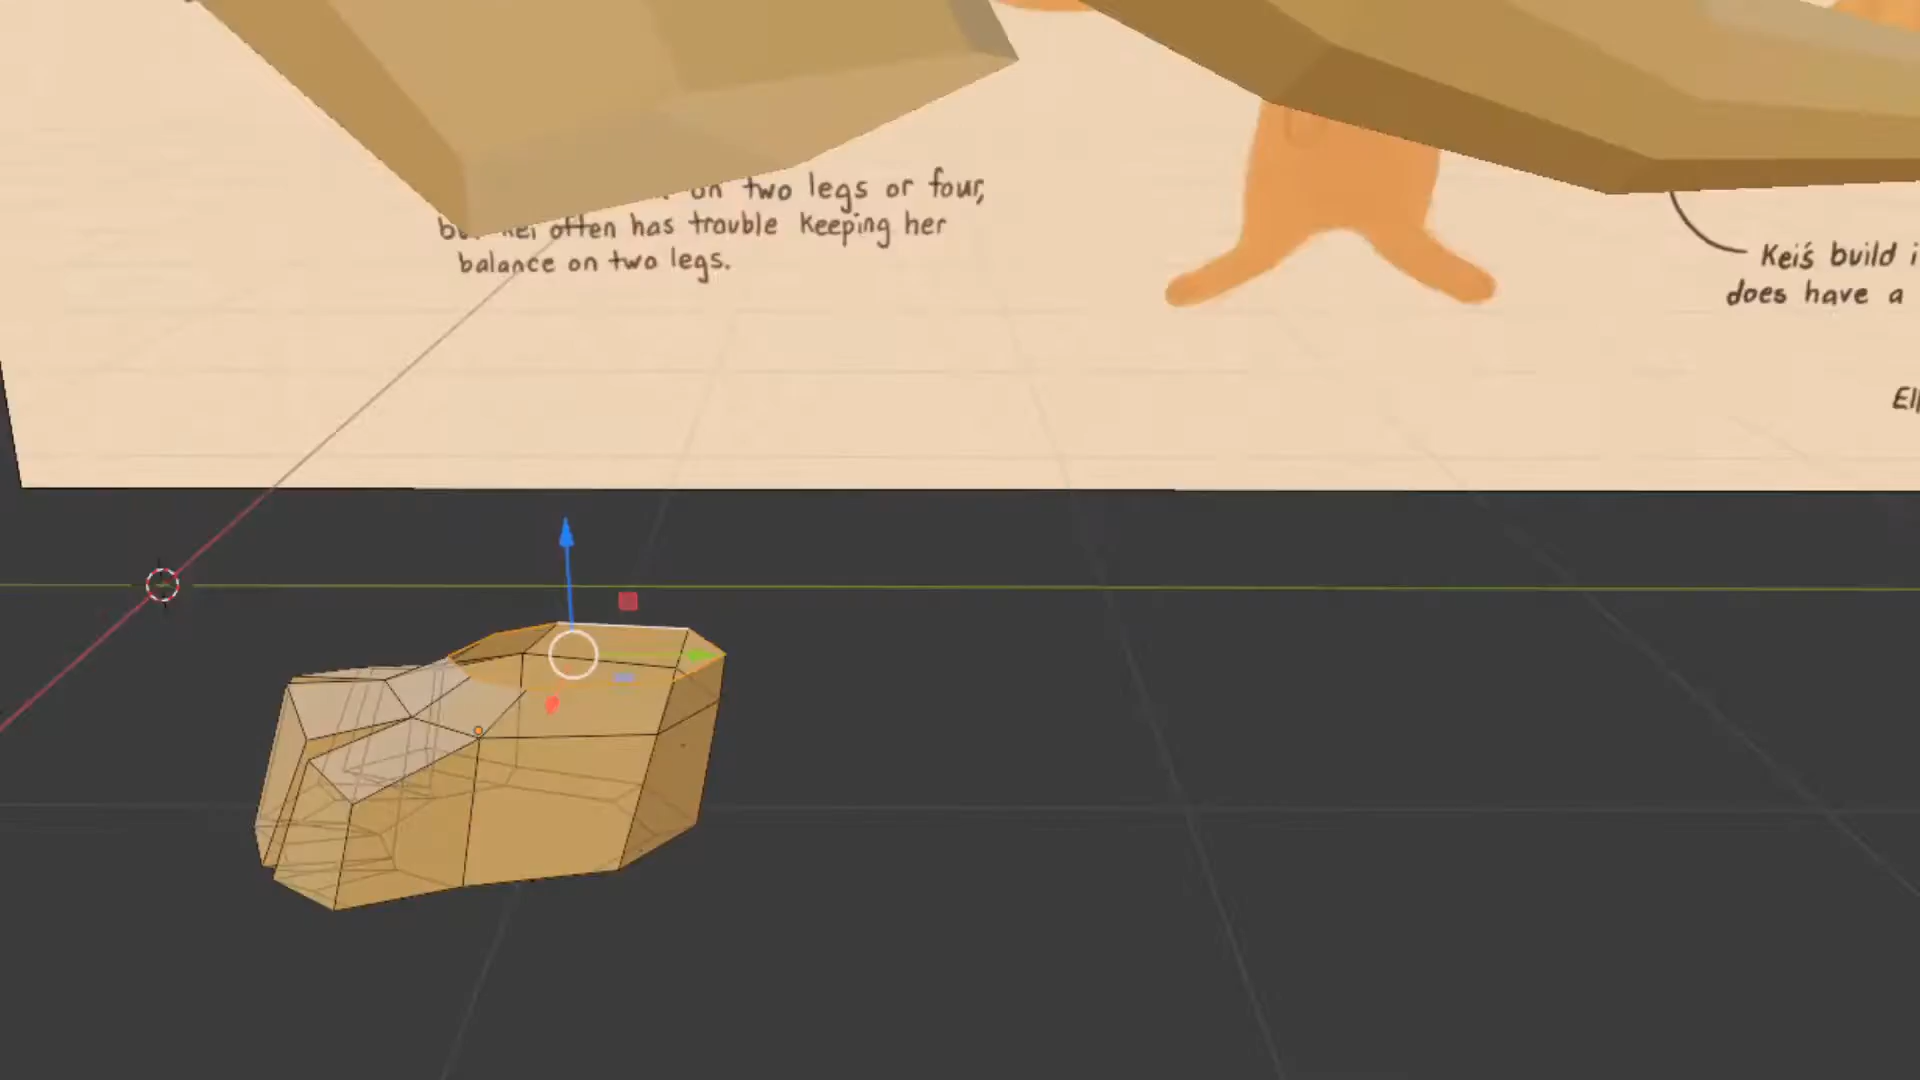 on two legs or four,
often has trouble keeping her
balance on two legs.
Kei's build
does have a